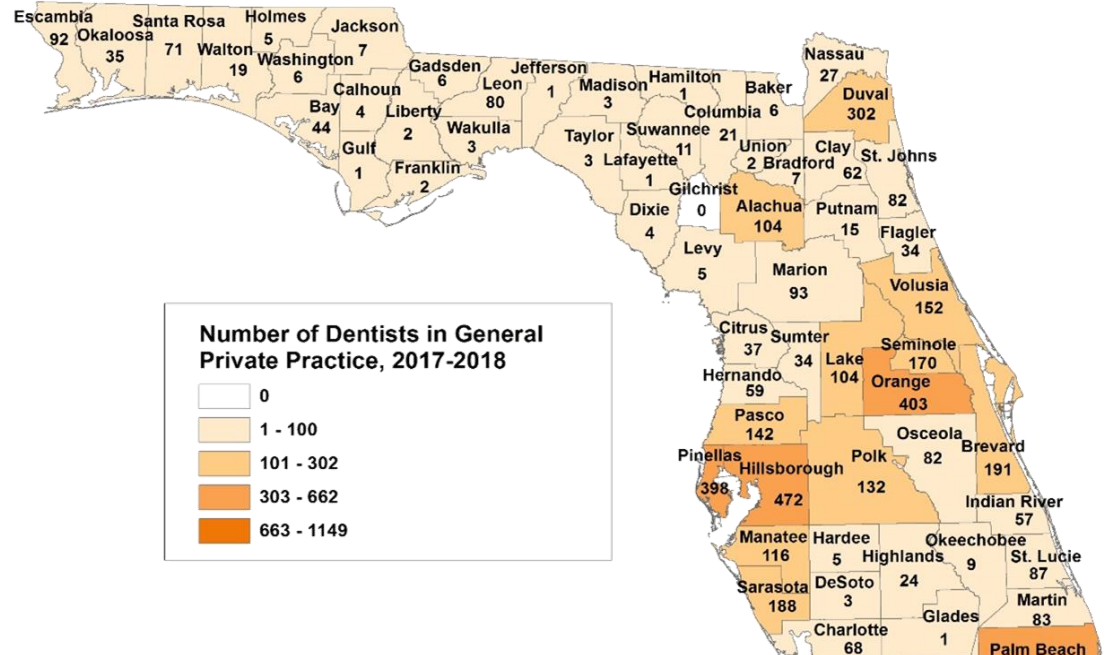 Escambia
92
Okaloosa
35
Santa Rosa
71
Walton
19
Holmes
5
Washington
6
Jackson
7
Bay
44
Calhoun
4
Gulf
1
Liberty
2
Franklin
2
Gadsden
6
Leon
80
Wakulla
3
Jefferson
1
Madison
3
Taylor
3
Hamilton
1
Suwannee
11
Lafayette
1
Columbia
21
Baker
6
Nassau
27
Duval
302
Union
2
Bradford
7
Clay
62
St. Johns
82
Gilchrist
0
Dixie
4
Alachua
104
Putnam
15
Flagler
34
Levy
5
Marion
93
Volusia
152
Citrus
37
Sumter
34
Lake
104
Seminole
170
Orange
403
Hernando
59
Pasco
142
Pinellas
398
Hillsborough
472
Polk
132
Osceola
82
Brevard
191
Indian River
57
Manatee
116
Hardee
5
Highlands
24
Okeechobee
9
St. Lucie
87
Sarasota
188
DeSoto
3
Martin
83
Charlotte
68
Glades
1
Palm Beach
Number of Dentists in General
Private Practice, 2017-2018
0
1 - 100
101 - 302
303 - 662
663 - 1149